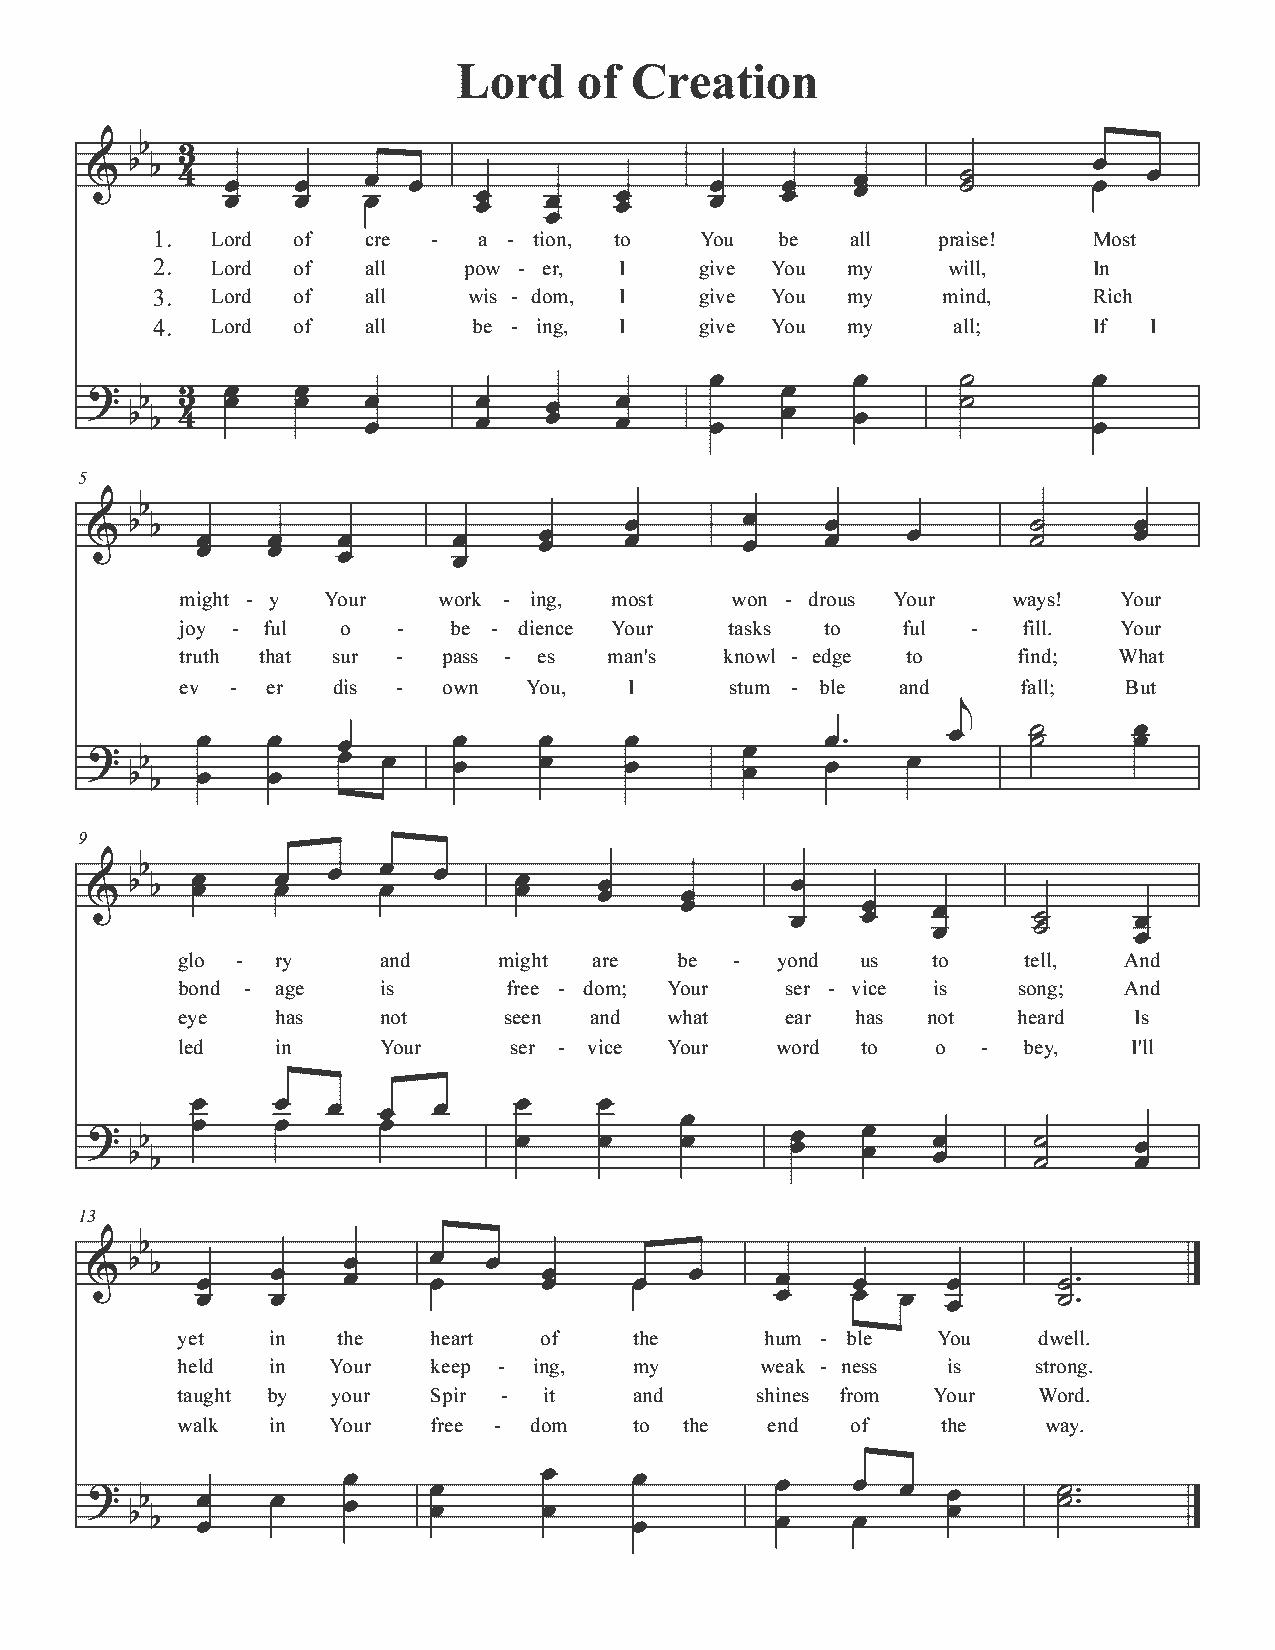 Lord of Creation
1. Lord of cre - a - tion, to You be all praise! Most
2. Lord of all pow - er, I give You my will, In
3. Lord of all wis - dom, I give You my mind, Rich
4. Lord of all be - ing, I give You my all; If I
5
might - y Your work - ing, most won - drous Your ways! Your
joy - ful o - be - dience Your tasks to ful - fill. Your
truth that sur - pass - es man's knowl - edge to find; What
ev - er dis - own You, I stum - ble and fall; But
9
glo - ry and might are be - yond us to tell, And
bond - age is free - dom; Your ser - vice is song; And
eye has not seen and what ear has not heard Is
led in Your ser - vice Your word to o - bey, I'll
13
yet in the heart of the hum - ble You dwell.
held in Your keep - ing, my weak - ness is strong.
taught by your Spir - it and shines from Your Word.
walk in Your free - dom to the end of the way.